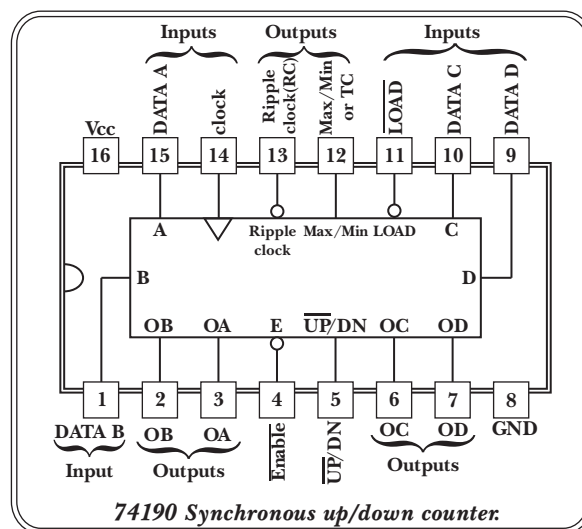 Inputs Outputs Inputs
DATA A
clock
Ripple
clock(RC)
Max/Min
or TC
LOAD
DATA C
DATA D
Vcc
16 15 14 13 12 11 10 9
A Ripple
clock
Max/Min LOAD C
B D
OB OA E UP/DN OC OD
1 2 3 4 5 6 7 8
DATA B OB OA Enable UP/DN OC OD GND
Input Outputs Outputs
74190 Synchronous up/down counter.